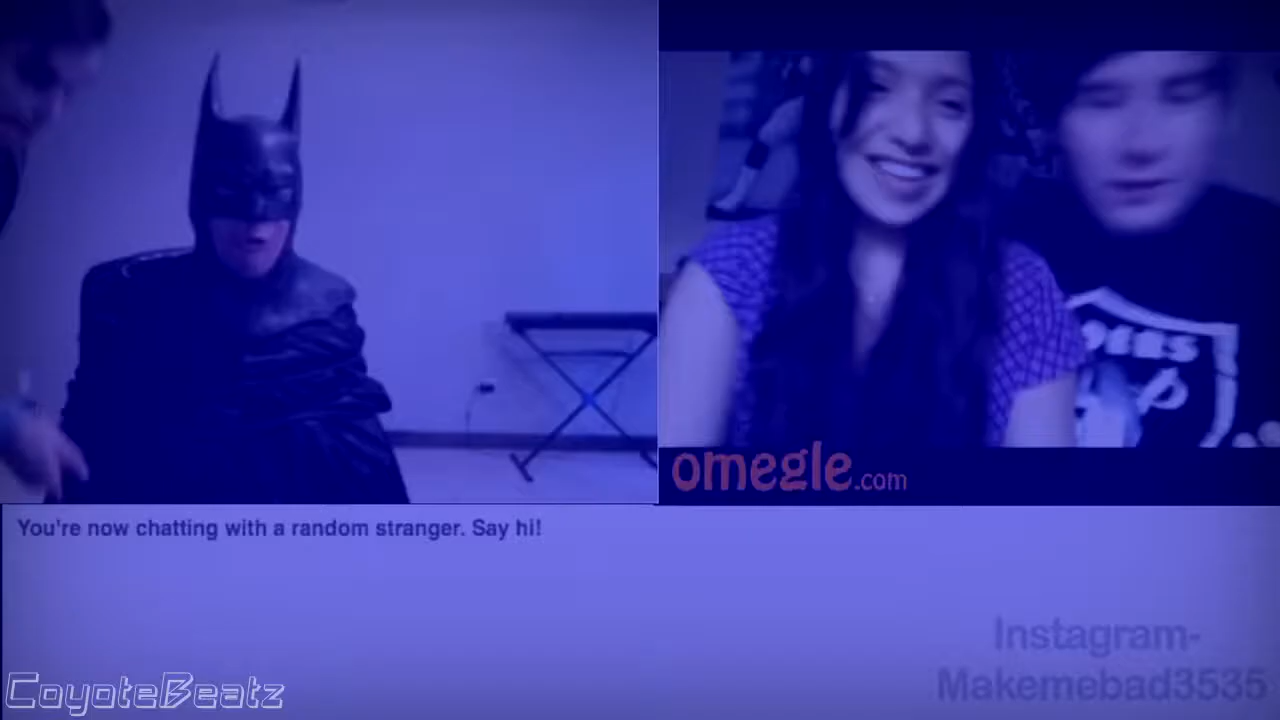 omegle.com
You're now chatting with a random stranger. Say hi!
Instagram-
Makemebad3535
CoyoteBeatz